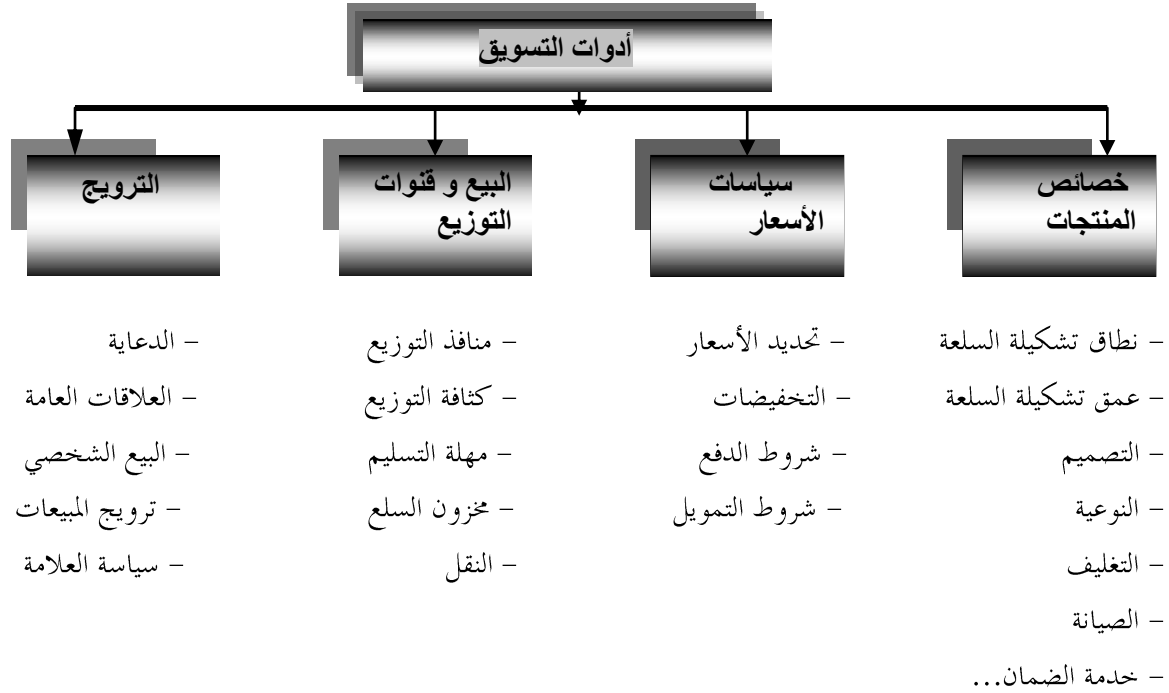 أدوات التسويق
خصائص
المنتجات
سياسات
الأسعار
البيع و قنوات
التوزيع
الترويج
– نطاق تشكيلة السلعة
– عمق تشكيلة السلعة
– التصميم
– النوعية
– التغليف
– الصيانة
– خدمة الضمان...
– تحديد الأسعار
– التخفيضات
– شروط الدفع
– شروط التمويل
– منافذ التوزيع
– كثافة التوزيع
– مهلة التسليم
– مخزون السلع
– النقل
– الدعاية
– العلاقات العامة
– البيع الشخصي
– ترويج المبيعات
– سياسة العلامة